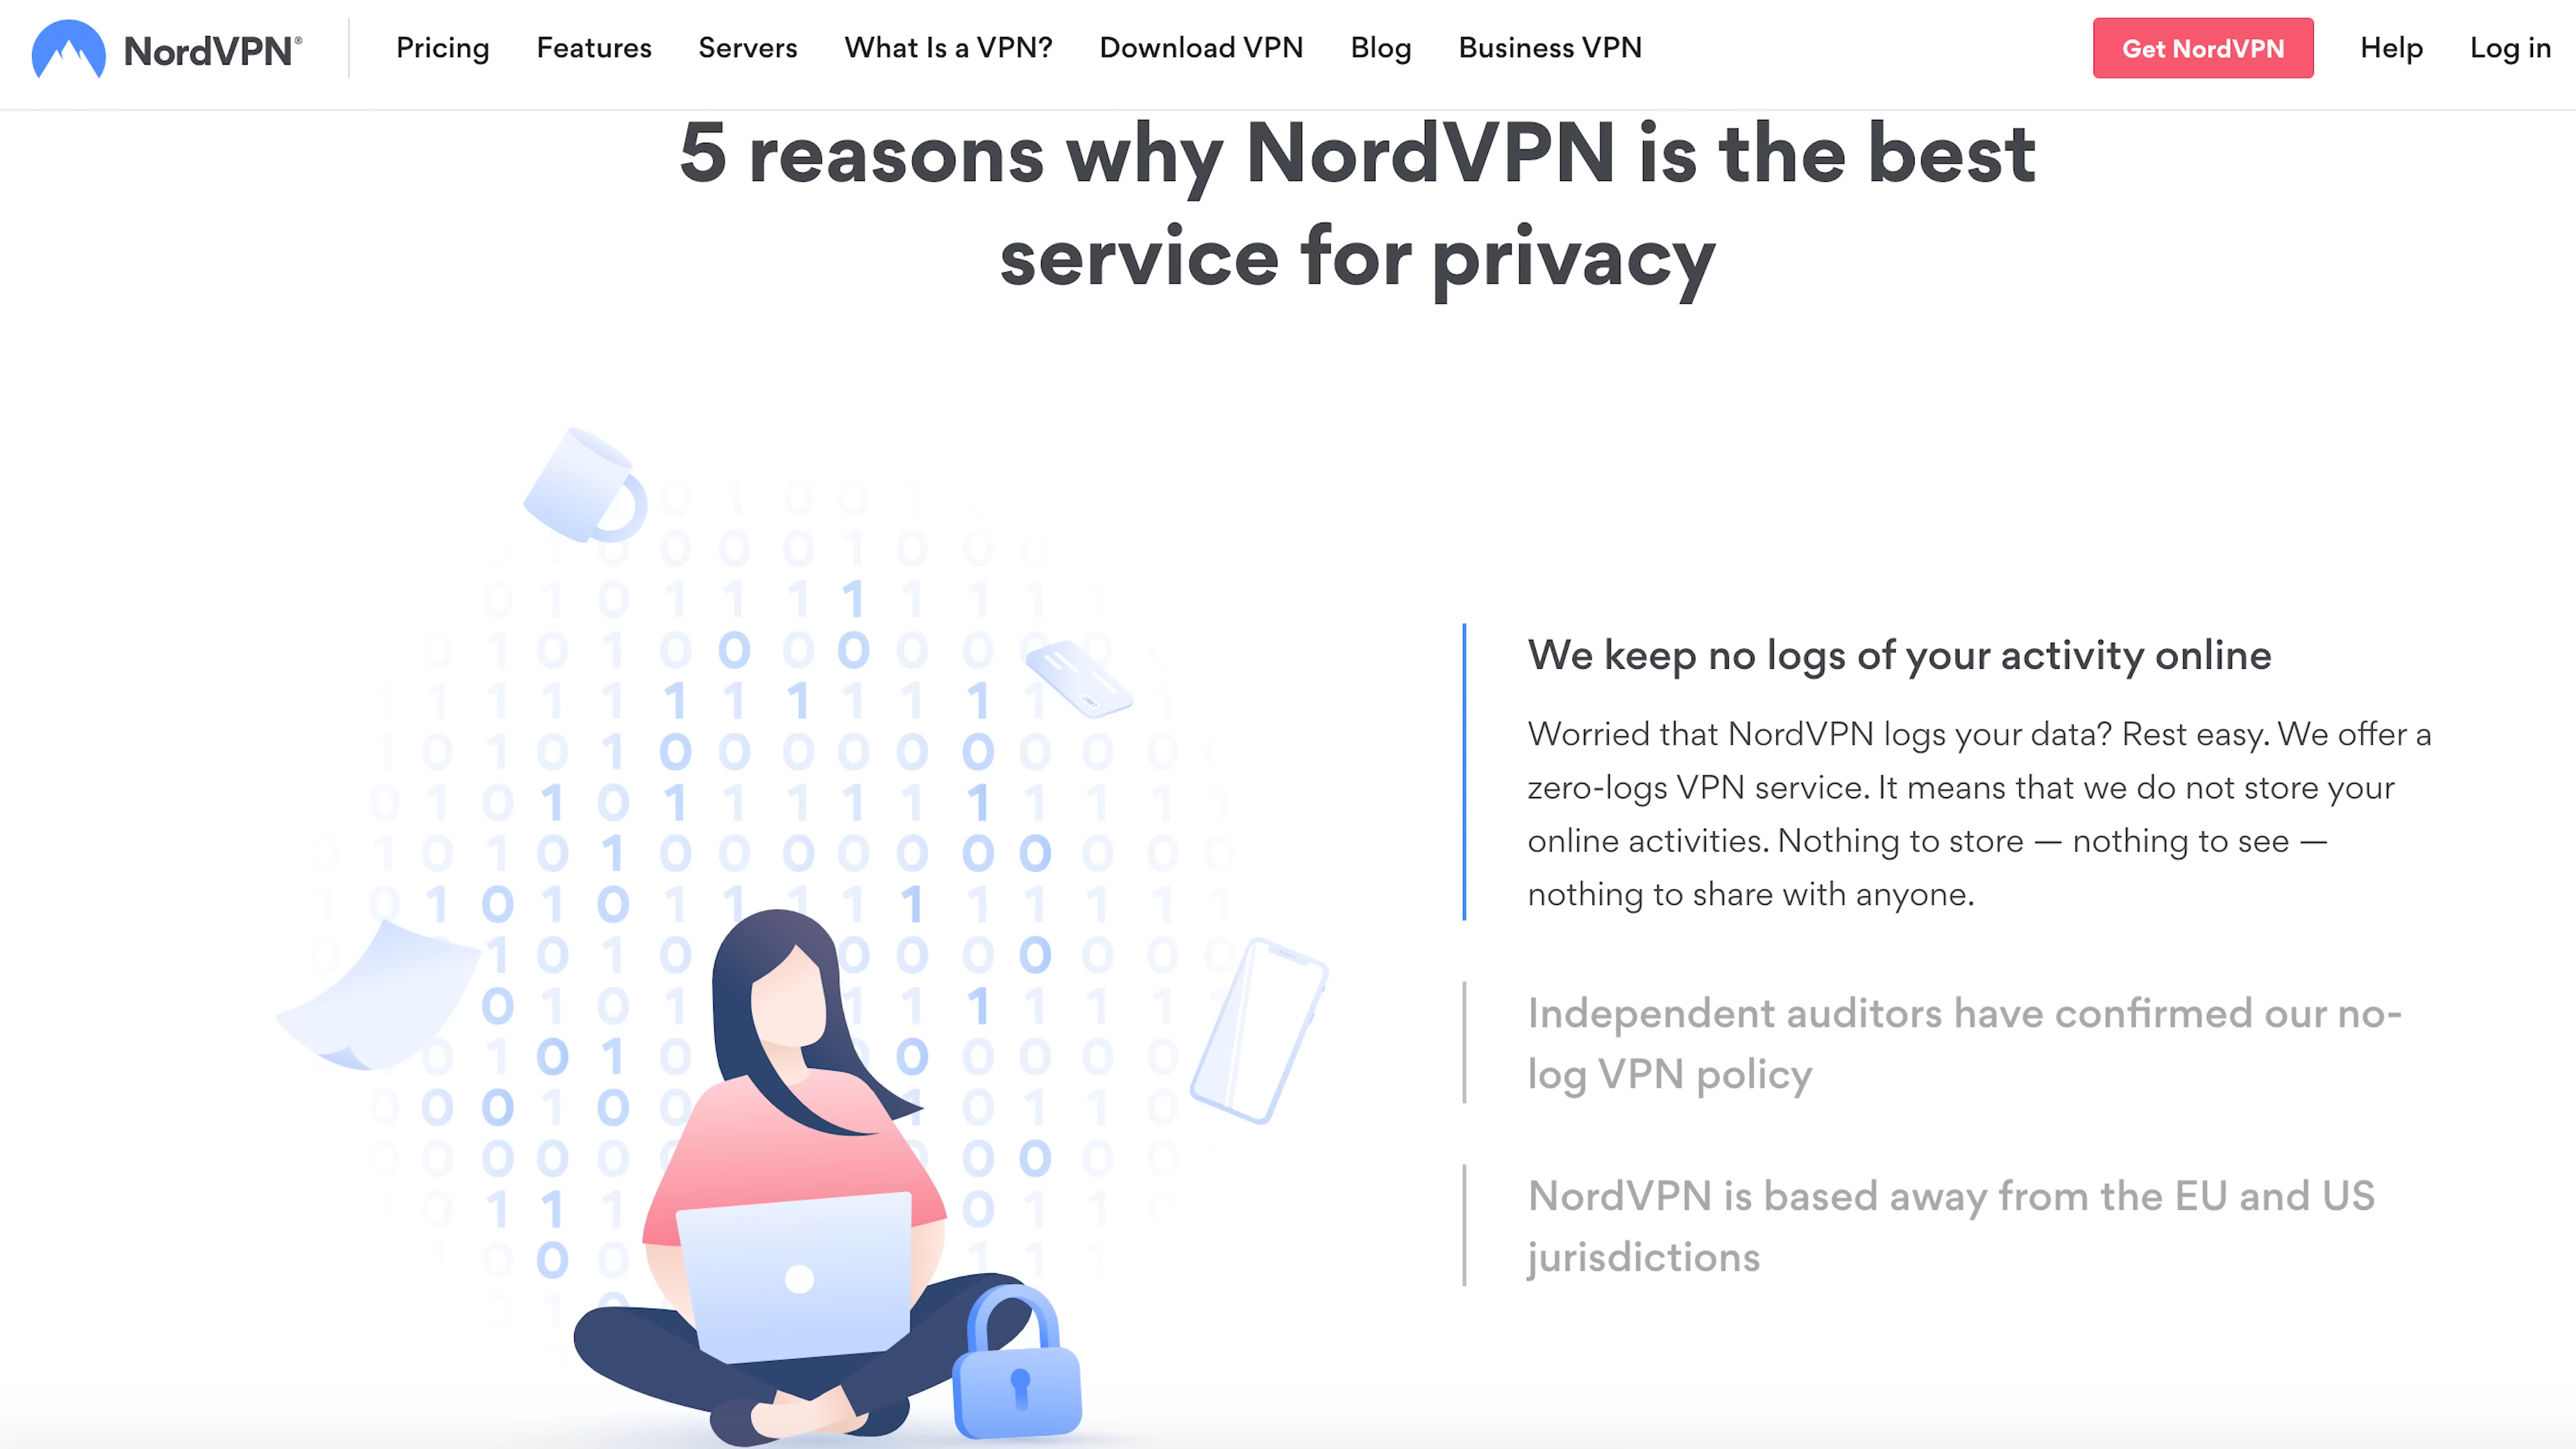 NordVPN®
Pricing Features Servers What Is a VPN? Download VPN Blog Business VPN
Get NordVPN Help Log in
5 reasons why NordVPN is the best
service for privacy
We keep no logs of your activity online
Worried that NordVPN logs your data? Rest easy. We offer a
zero-logs VPN service. It means that we do not store your
online activities. Nothing to store — nothing to see —
nothing to share with anyone.
Independent auditors have confirmed our no-
log VPN policy
NordVPN is based away from the EU and US
jurisdictions